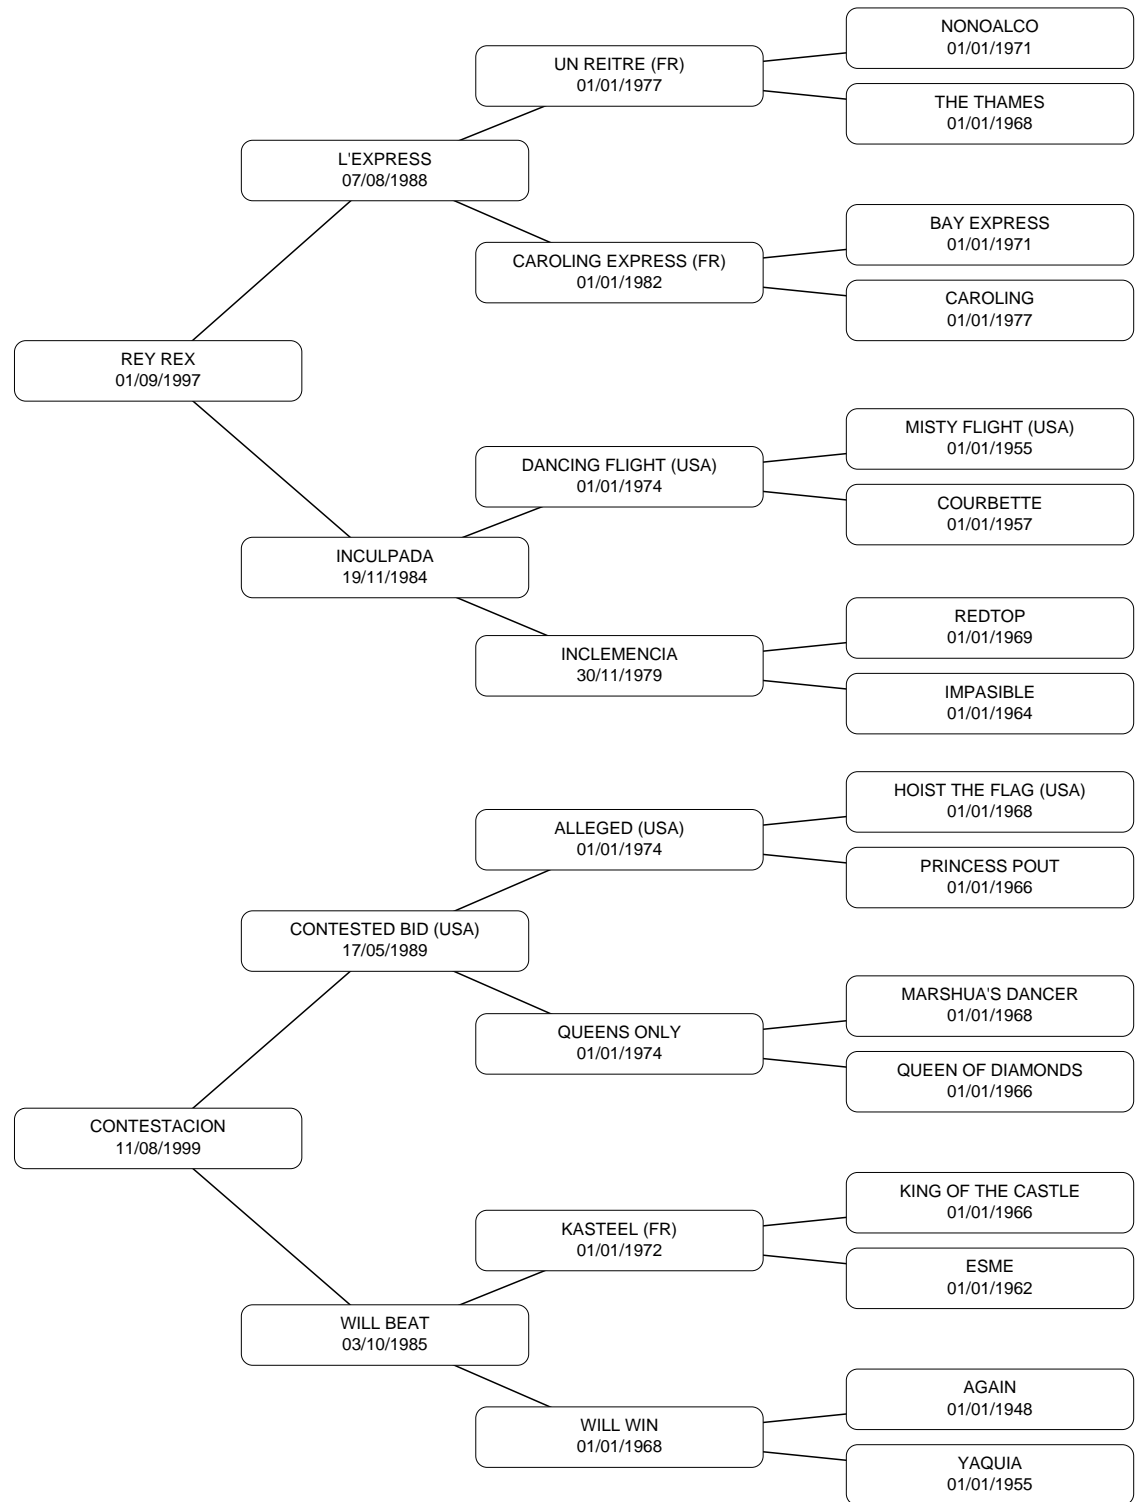 NONOALCO
01/01/1971
UN REITRE (FR)
01/01/1977
THE THAMES
01/01/1968
L'EXPRESS
07/08/1988
BAY EXPRESS
01/01/1971
CAROLING EXPRESS (FR)
01/01/1982
CAROLING
01/01/1977
REY REX
01/09/1997
MISTY FLIGHT (USA)
01/01/1955
DANCING FLIGHT (USA)
01/01/1974
COURBETTE
01/01/1957
INCULPADA
19/11/1984
REDTOP
01/01/1969
INCLEMENCIA
30/11/1979
IMPASIBLE
01/01/1964
HOIST THE FLAG (USA)
01/01/1968
ALLEGED (USA)
01/01/1974
PRINCESS POUT
01/01/1966
CONTESTED BID (USA)
17/05/1989
MARSHUA'S DANCER
01/01/1968
QUEENS ONLY
01/01/1974
QUEEN OF DIAMONDS
01/01/1966
CONTESTACION
11/08/1999
KING OF THE CASTLE
01/01/1966
KASTEEL (FR)
01/01/1972
ESME
01/01/1962
WILL BEAT
03/10/1985
AGAIN
01/01/1948
WILL WIN
01/01/1968
YAQUIA
01/01/1955